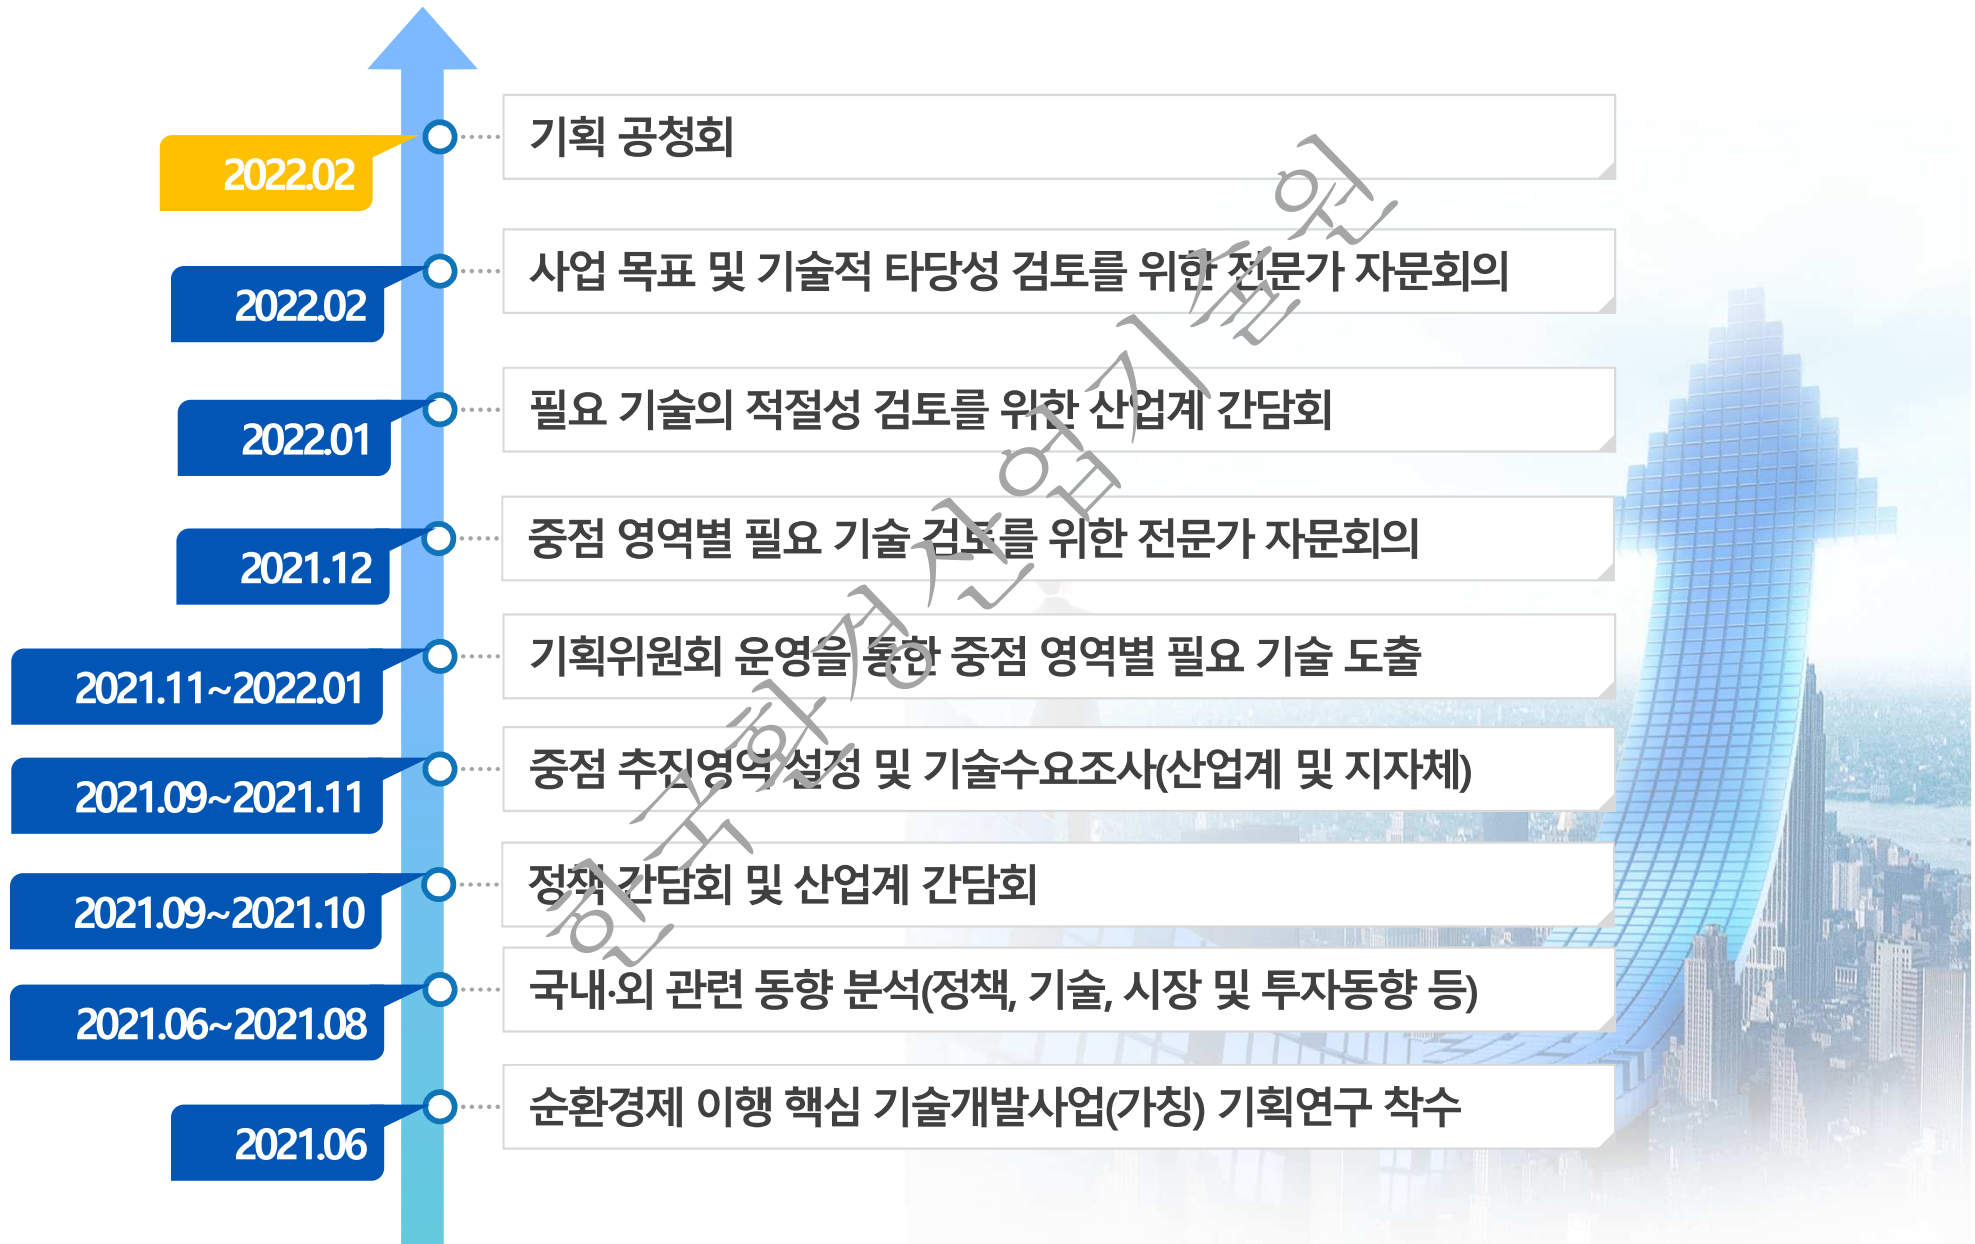 2022.02
기획 공청회
2022.02
사업 목표 및 기술적 타당성 검토를 위한 전문가 자문회의
2022.01
필요 기술의 적절성 검토를 위한 산업계 간담회
2021.12
중점 영역별 필요 기술 검토를 위한 전문가 자문회의
2021.11~2022.01
기획위원회 운영을 통한 중점 영역별 필요 기술 도출
2021.09~2021.11
중점 추진영역 설정 및 기술수요조사(산업계 및 지자체)
2021.09~2021.10
정책 간담회 및 산업계 간담회
2021.06~2021.08
국내·외 관련 동향 분석(정책, 기술, 시장 및 투자동향 등)
2021.06
순환경제 이행 핵심 기술개발사업(가칭) 기획연구 착수
한국환경산업기술원